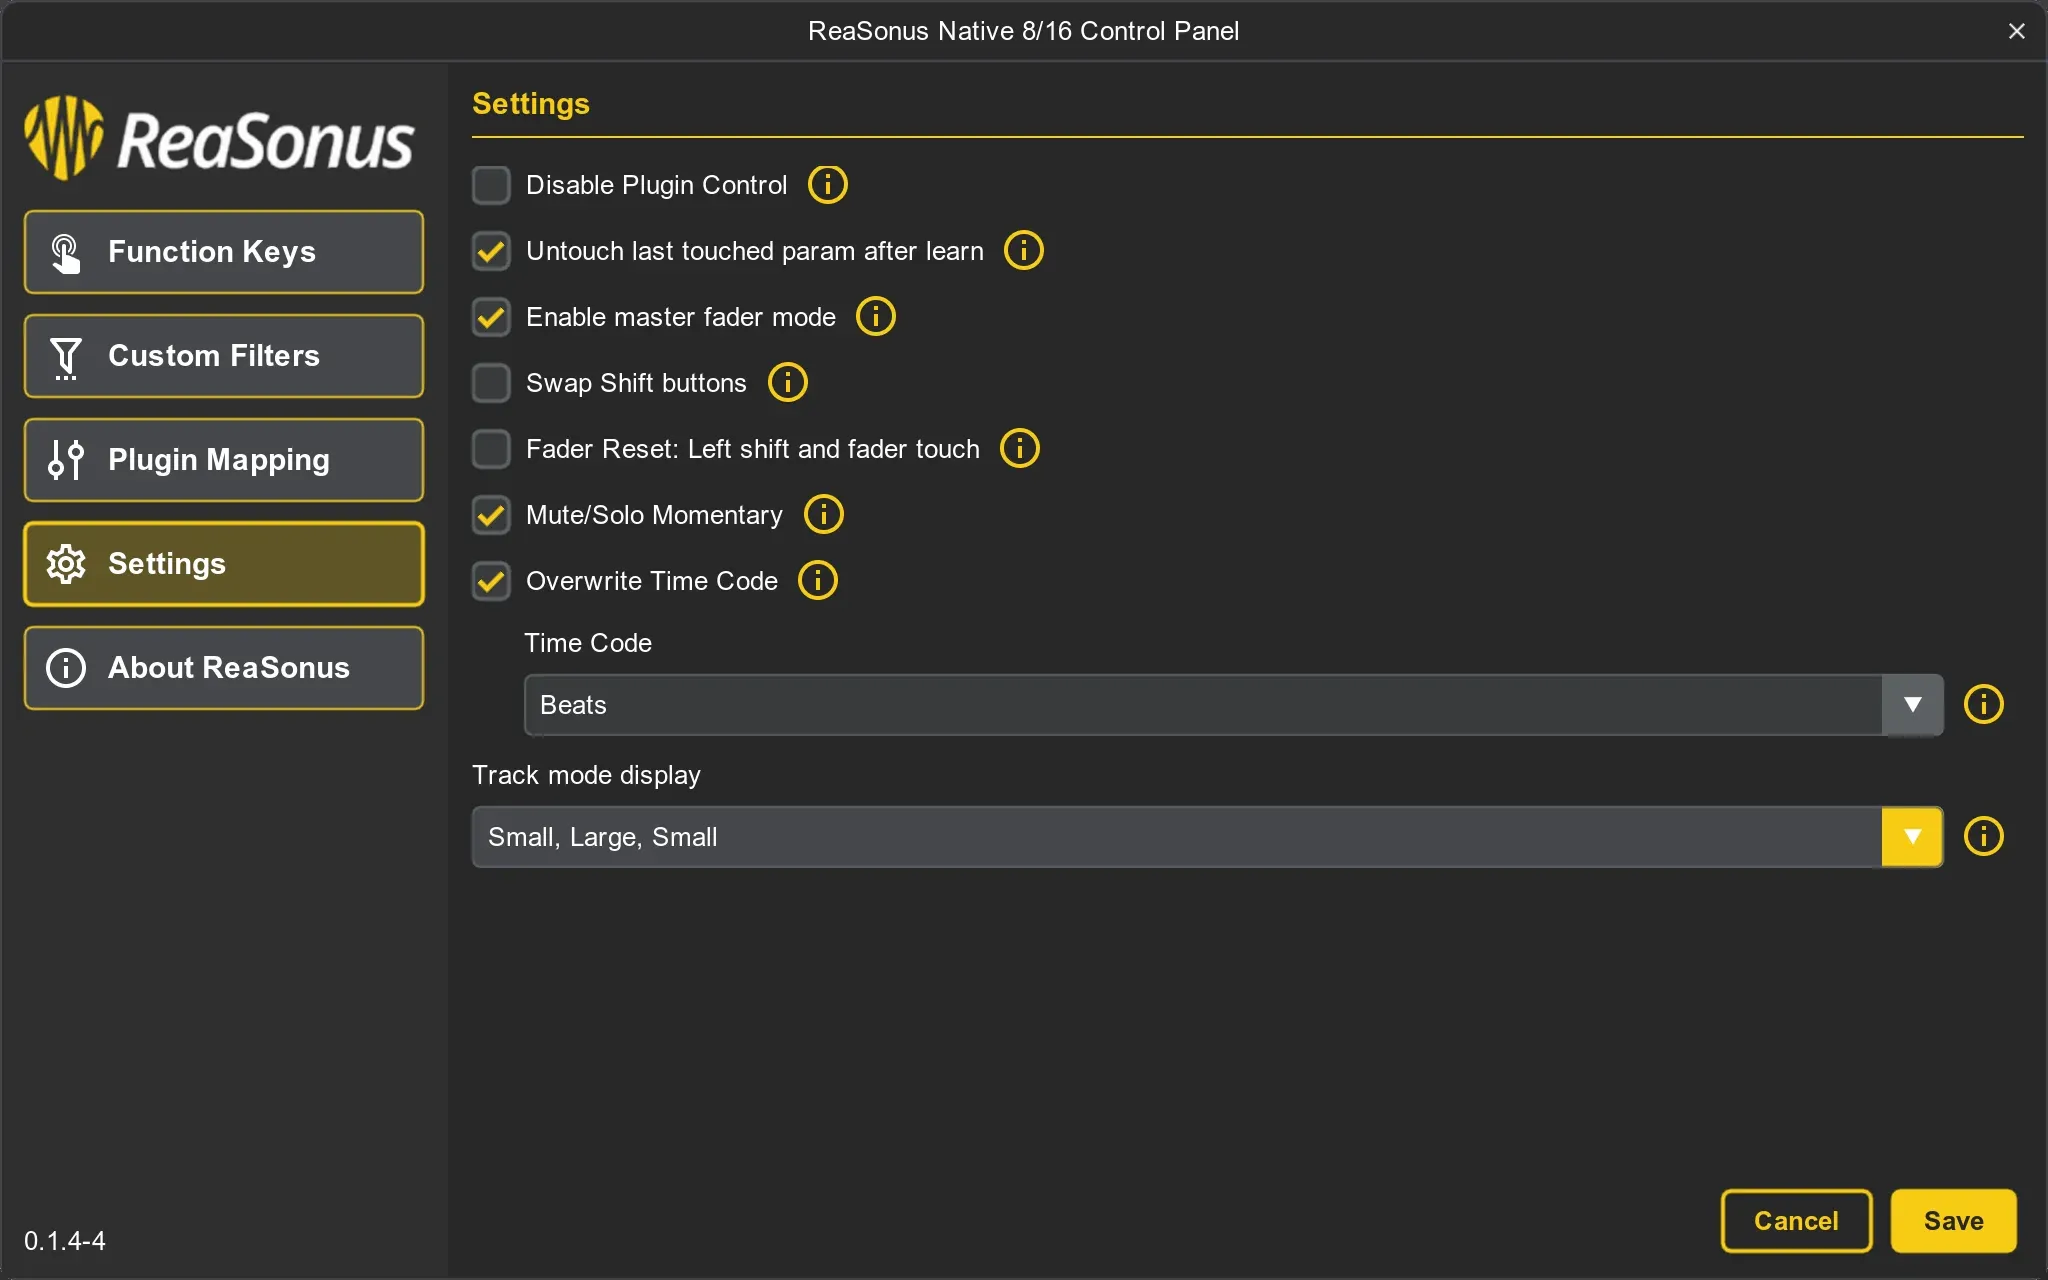 ReaSonus Native 8/16 Control Panel
ReaSonus
Function Keys
Custom Filters
Plugin Mapping
Settings
About ReaSonus
0.1.4-4
Settings
Disable Plugin Control
Untouch last touched param after learn
Enable master fader mode
Swap Shift buttons
Fader Reset: Left shift and fader touch
Mute/Solo Momentary
Overwrite Time Code
Time Code
Beats
Track mode display
Small, Large, Small
Cancel
Save